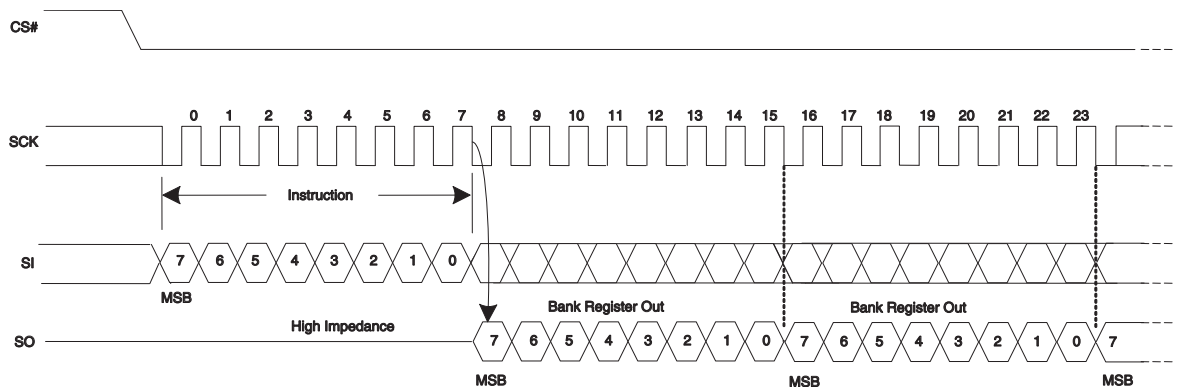 CS#
0 1 2 3 4 5 6 7 8 9 10 11 12 13 14 15 16 17 18 19 20 21 22 23
SCK
Instruction
SI 7 6 5 4 3 2 1 0
MSB
Bank Register Out Bank Register Out
High Impedance
SO 7 6 5 4 3 2 1 0 7 6 5 4 3 2 1 0 7
MSB MSB MSB